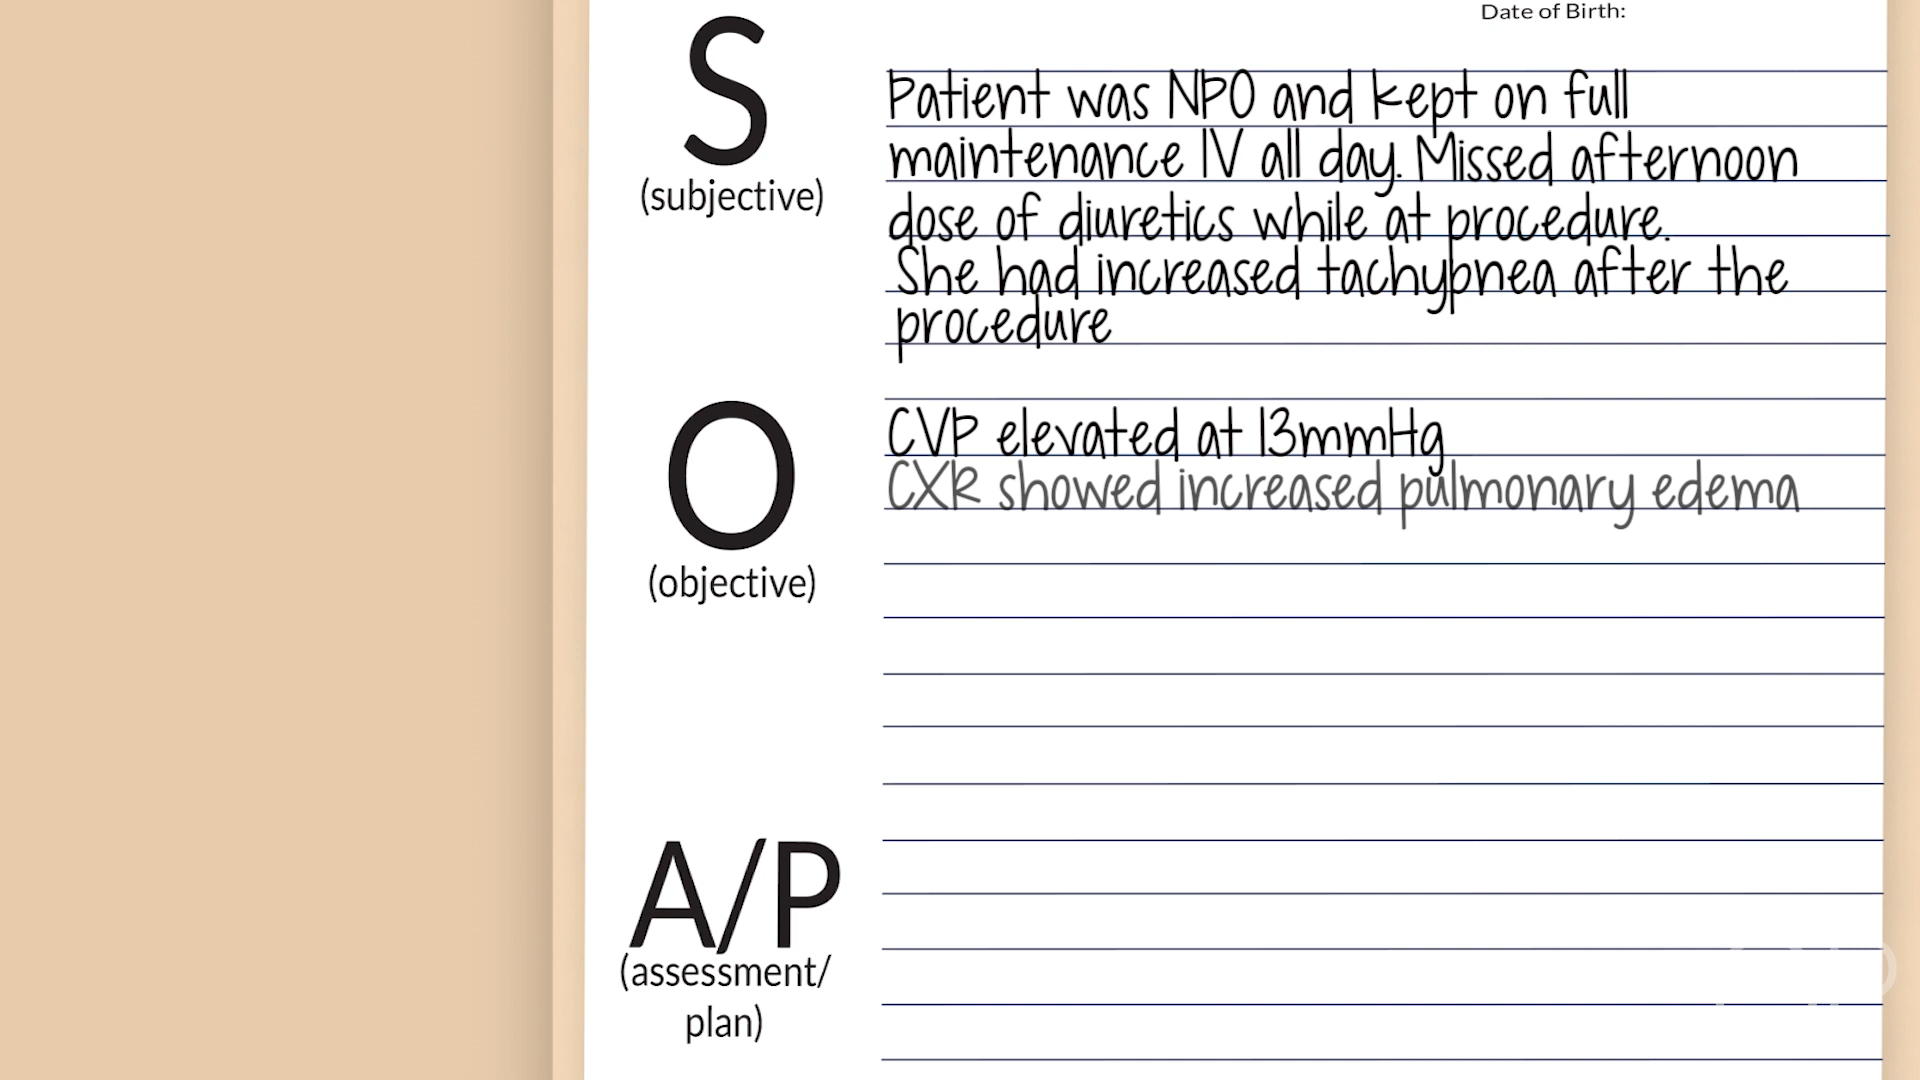 Date of Birth:
S
(subjective)
Patient was NPO and kept on full
maintenance IV all day. Missed afternoon
dose of diuretics while at procedure.
She had increased tachypnea after the
procedure
O
(objective)
CVP elevated at 13mmHg
CXR showed increased pulmonary edema
A/P
(assessment/
plan)